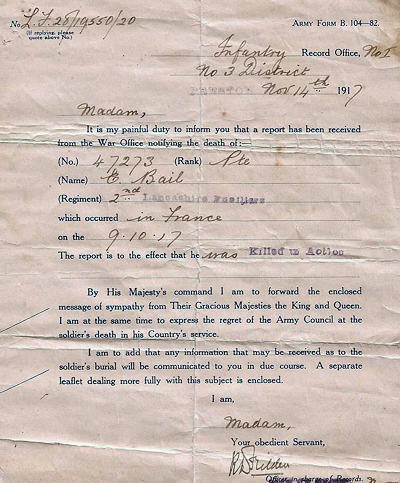 No. L.F. 28/19550/20
(If replying, please
quote above No.)
ARMY FORM B. 104—82.
Infantry Record Office, No 1
No 3 District
PRESTON Nov 14th 1917
Madam,
It is my painful duty to inform you that a report has been received
from the War Office notifying the death of:—
(No.) 47273 (Rank) Pte
(Name) E. Bail
(Regiment) 2nd Lancashire Fusiliers
which occurred in France
on the 9.10.17
The report is to the effect that he was Killed in Action
By His Majesty's command I am to forward the enclosed
message of sympathy from Their Gracious Majesties the King and Queen.
I am at the same time to express the regret of the Army Council at the
soldier's death in his Country's service.
I am to add that any information that may be received as to the
soldier's burial will be communicated to you in due course. A separate
leaflet dealing more fully with this subject is enclosed.
I am,
Madam,
Your obedient Servant,
Officer in charge of Records.